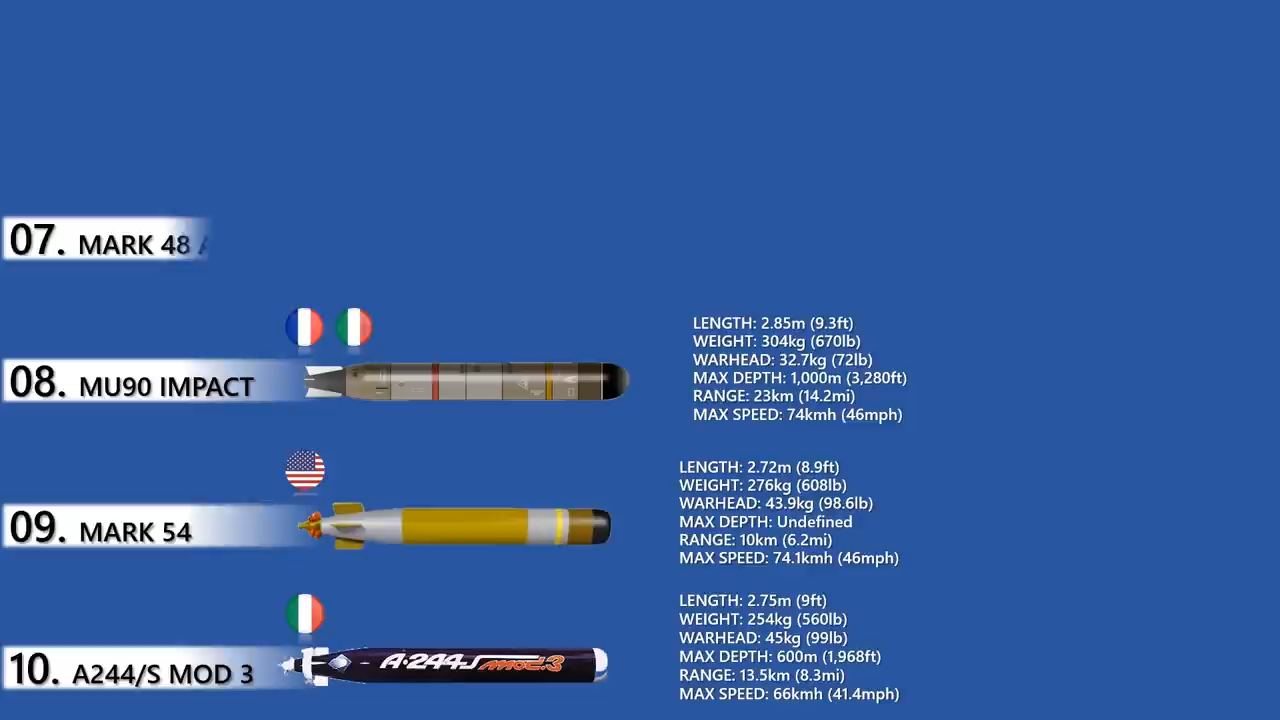 07. MARK 48 A
LENGTH: 2.85m (9.3ft)
WEIGHT: 304kg (670lb)
WARHEAD: 32.7kg (72lb)
MAX DEPTH: 1,000m (3,280ft)
RANGE: 23km (14.2mi)
MAX SPEED: 74kmh (46mph)
08. MU90 IMPACT
LENGTH: 2.72m (8.9ft)
WEIGHT: 276kg (608lb)
WARHEAD: 43.9kg (98.6lb)
MAX DEPTH: Undefined
RANGE: 10km (6.2mi)
MAX SPEED: 74.1kmh (46mph)
09. MARK 54
LENGTH: 2.75m (9ft)
WEIGHT: 254kg (560lb)
WARHEAD: 45kg (99lb)
MAX DEPTH: 600m (1,968ft)
RANGE: 13.5km (8.3mi)
MAX SPEED: 66kmh (41.4mph)
10. A244/S MOD 3
A-244/S mod.3